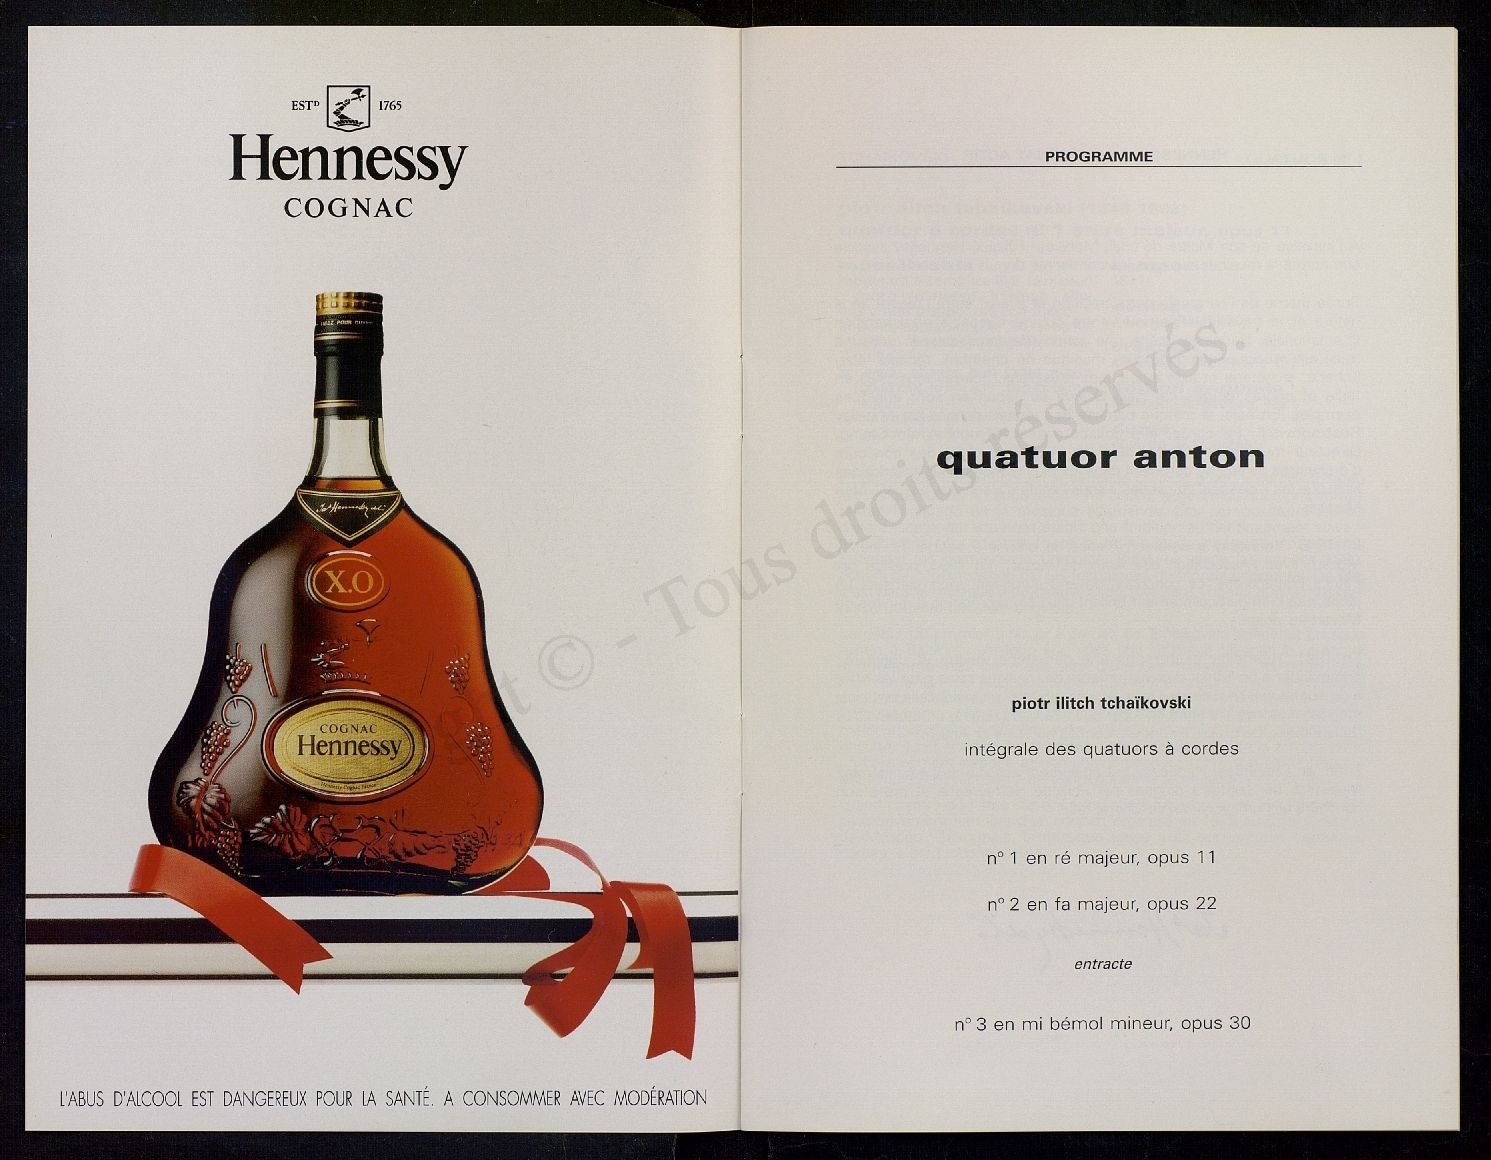 ESTᴰ 1765
Hennessy
COGNAC
X.O
COGNAC
Hennessy
L'ABUS D'ALCOOL EST DANGEREUX POUR LA SANTÉ. A CONSOMMER AVEC MODÉRATION
PROGRAMME
quatuor anton
piotr ilitch tchaïkovski
intégrale des quatuors à cordes
n° 1 en ré majeur, opus 11
n° 2 en fa majeur, opus 22
entracte
n° 3 en mi bémol mineur, opus 30
© - Tous droits réservés.